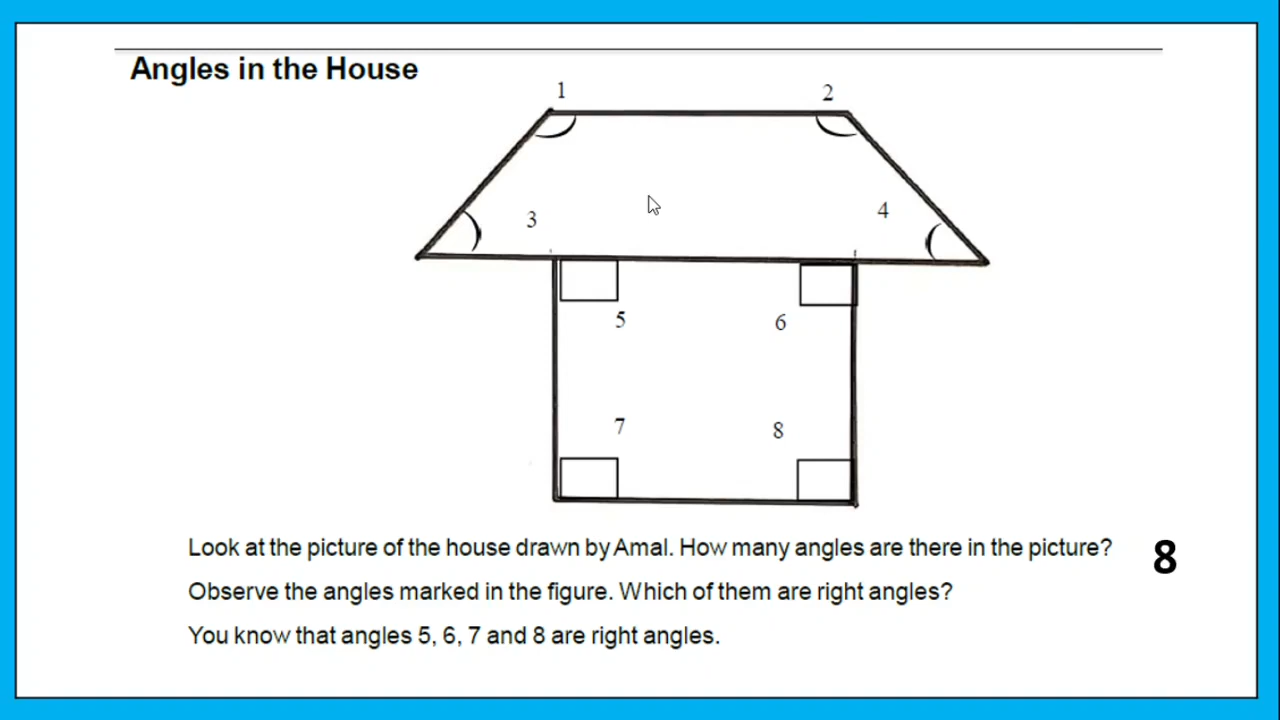 Angles in the House
1 2
3 4
5 6
7 8
Look at the picture of the house drawn by Amal. How many angles are there in the picture? 8
Observe the angles marked in the figure. Which of them are right angles?
You know that angles 5, 6, 7 and 8 are right angles.